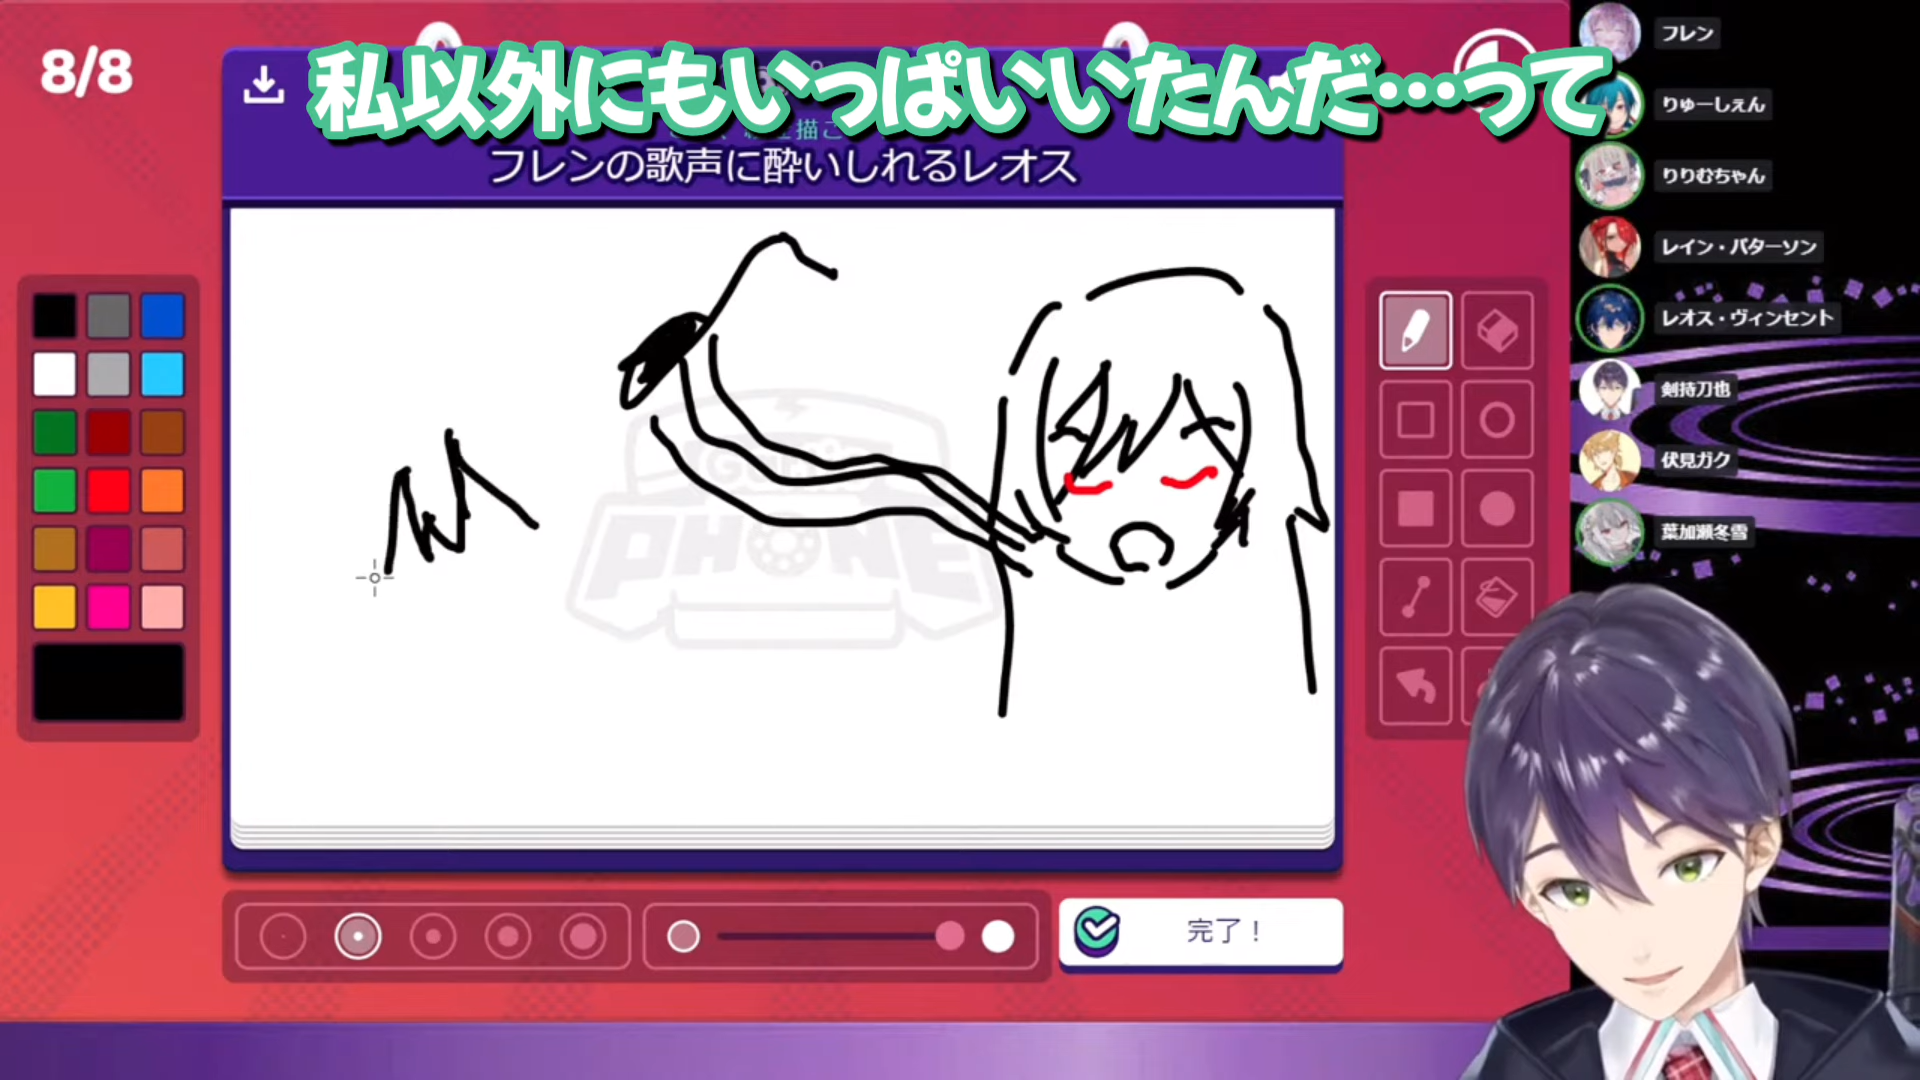 8/8
私以外にもいっぱいいたんだ…って
フレンの歌声に酔いしれるレオス
GARTIC
PHONE
完了！
フレン
りゅーしぇん
りりむちゃん
レイン・パターソン
レオス・ヴィンセント
剣持刀也
伏見ガク
葉加瀬冬雪